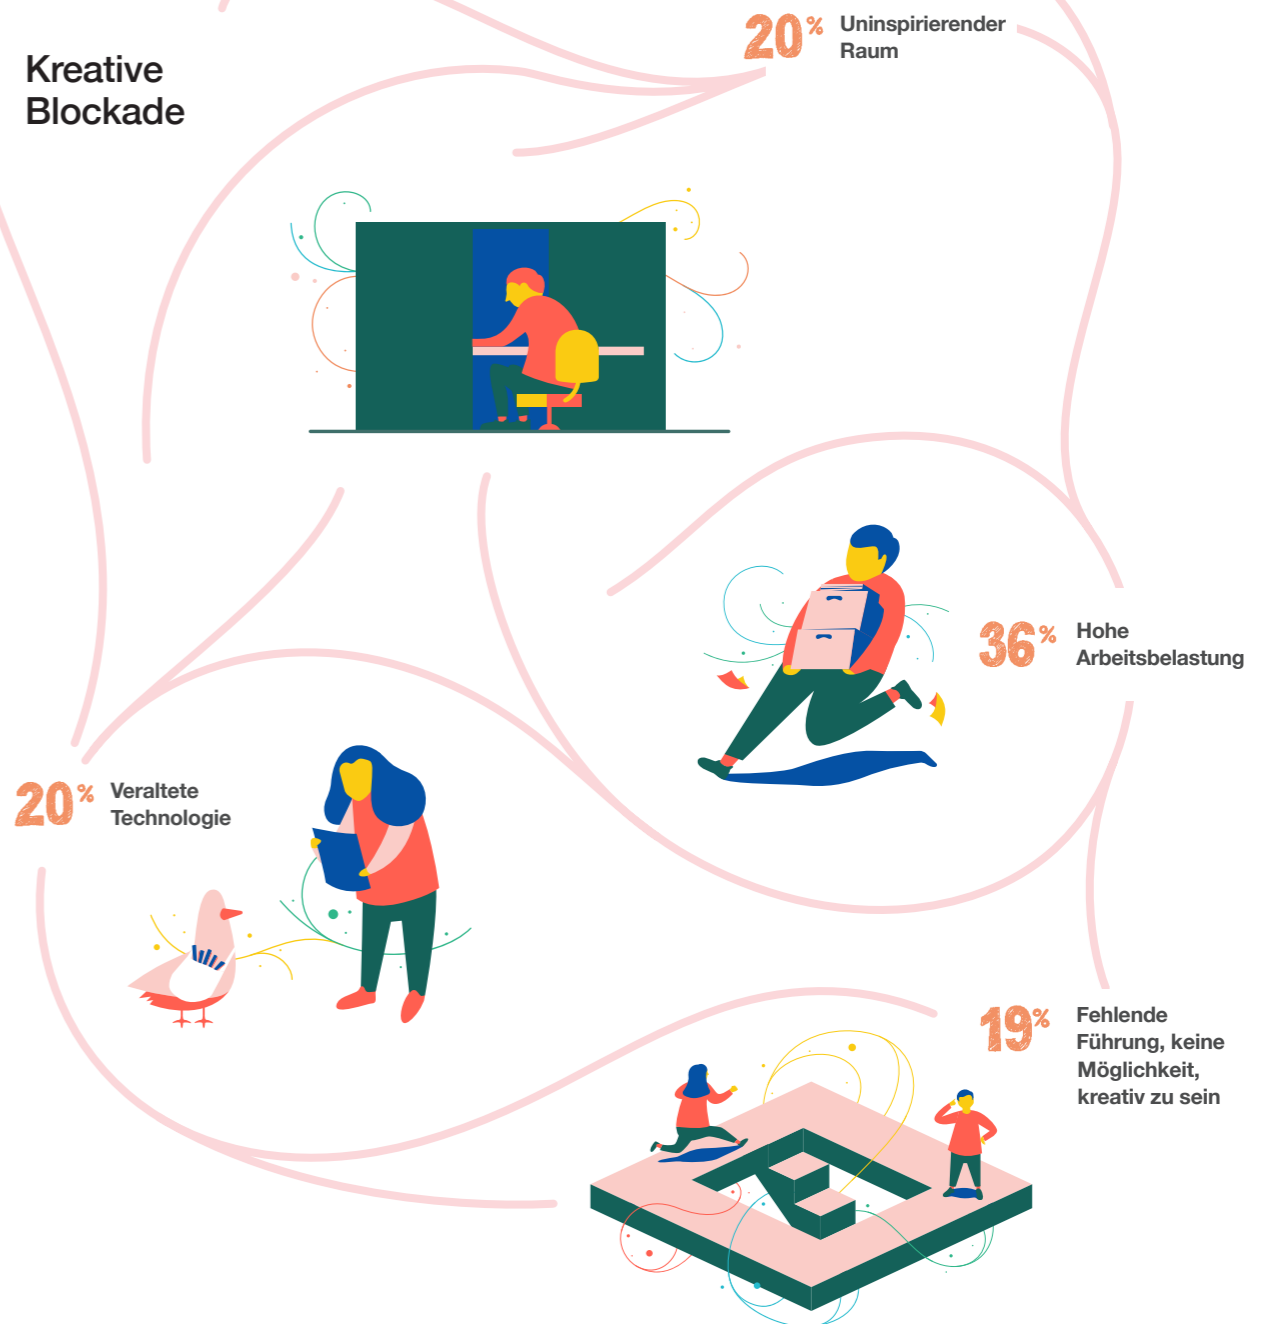 Kreative
Blockade
20% Uninspirierender
Raum
36% Hohe
Arbeitsbelastung
20% Veraltete
Technologie
19% Fehlende
Führung, keine
Möglichkeit,
kreativ zu sein